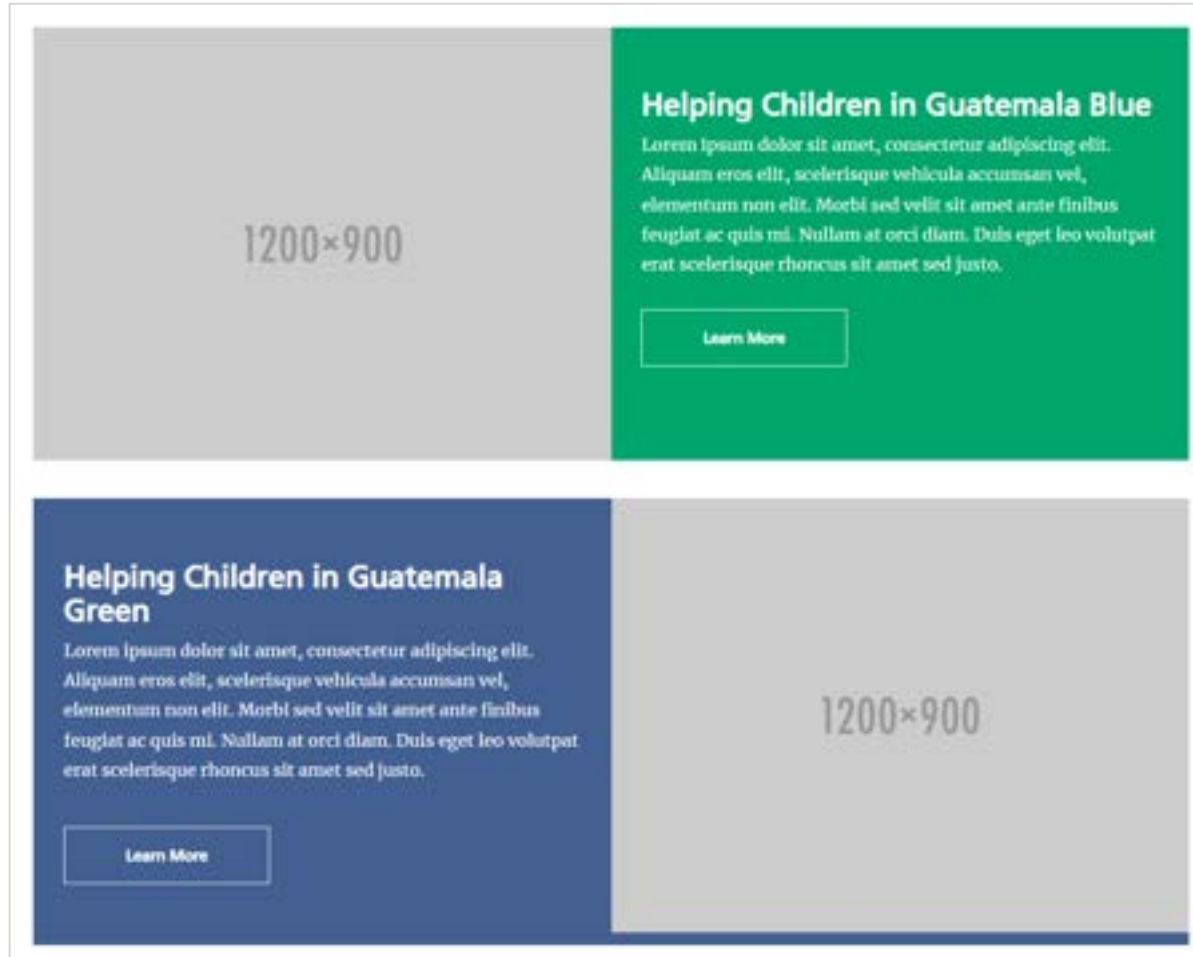 1200×900
Helping Children in Guatemala Blue
Lorem ipsum dolor sit amet, consectetur adipiscing elit.
Aliquam eros elit, scelerisque vehicula accumsan vel,
elementum non elit. Morbi sed velit sit amet ante finibus
feugiat ac quis mi. Nullam at orci diam. Duis eget leo volutpat
erat scelerisque rhoncus sit amet sed justo.
Learn More
Helping Children in Guatemala
Green
Lorem ipsum dolor sit amet, consectetur adipiscing elit.
Aliquam eros elit, scelerisque vehicula accumsan vel,
elementum non elit. Morbi sed velit sit amet ante finibus
feugiat ac quis mi. Nullam at orci diam. Duis eget leo volutpat
erat scelerisque rhoncus sit amet sed justo.
Learn More
1200×900